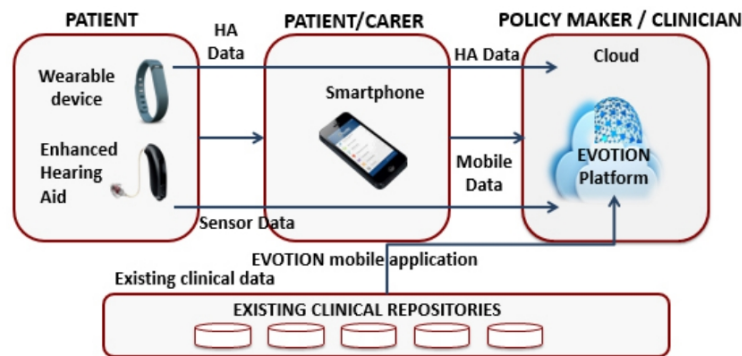 PATIENT
PATIENT/CARER
POLICY MAKER / CLINICIAN
HA
Data
HA Data
Cloud
Wearable
device
Smartphone
Enhanced
Hearing
Aid
Mobile
Data
EVOTION
Platform
Sensor Data
EVOTION mobile application
Existing clinical data
EXISTING CLINICAL REPOSITORIES